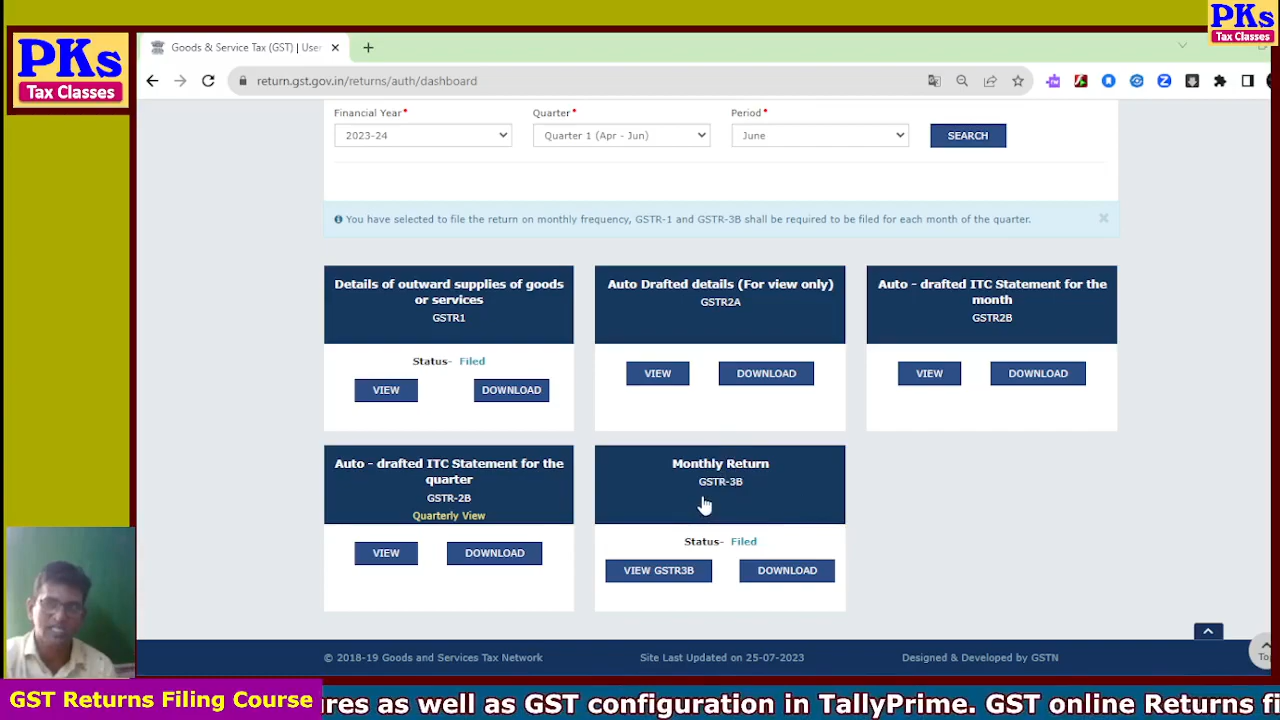 PKs
Tax Classes
PKs
Tax Classes
Goods & Service Tax (GST) | User
return.gst.gov.in/returns/auth/dashboard
Financial Year*
Quarter*
Period*
2023-24
Quarter 1 (Apr - Jun)
June
SEARCH
You have selected to file the return on monthly frequency, GSTR-1 and GSTR-3B shall be required to be filed for each month of the quarter.
Details of outward supplies of goods
or services
GSTR1
Status- Filed
VIEW
DOWNLOAD
Auto Drafted details (For view only)
GSTR2A
VIEW
DOWNLOAD
Auto - drafted ITC Statement for the
month
GSTR2B
VIEW
DOWNLOAD
Auto - drafted ITC Statement for the
quarter
GSTR-2B
Quarterly View
VIEW
DOWNLOAD
Monthly Return
GSTR-3B
Status- Filed
VIEW GSTR3B
DOWNLOAD
Top
© 2018-19 Goods and Services Tax Network
Site Last Updated on 25-07-2023
Designed & Developed by GSTN
GST Returns Filing Course
res as well as GST configuration in TallyPrime. GST online Returns fi